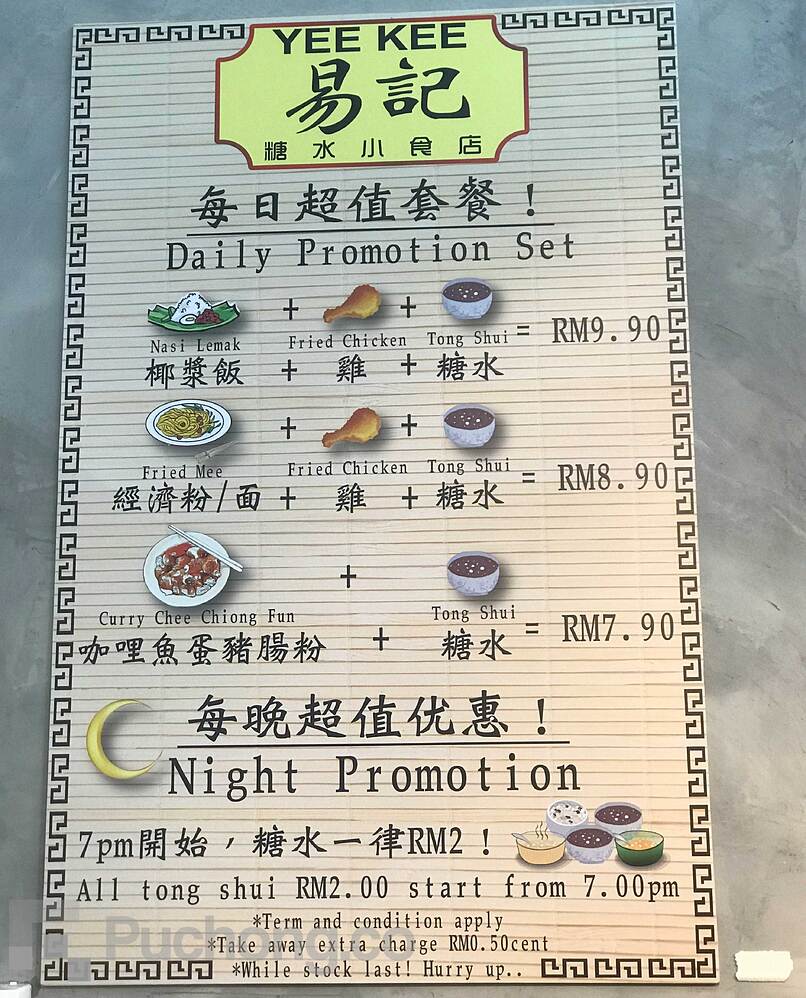 YEE KEE
易記
糖水小食店
每日超值套餐！
Daily Promotion Set
+ + = RM9.90
Nasi Lemak Fried Chicken Tong Shui
椰漿飯 + 雞 + 糖水
+ + = RM8.90
Fried Mee Fried Chicken Tong Shui
經濟粉/面 + 雞 + 糖水
+
Curry Chee Chiong Fun Tong Shui
咖哩魚蛋豬腸粉 + 糖水 = RM7.90
每晚超值优惠！
Night Promotion
7pm開始，糖水一律RM2！
All tong shui RM2.00 start from 7.00pm
*Term and condition apply
*Take away extra charge RM0.50cent
*While stock last! Hurry up..
Puchong.co